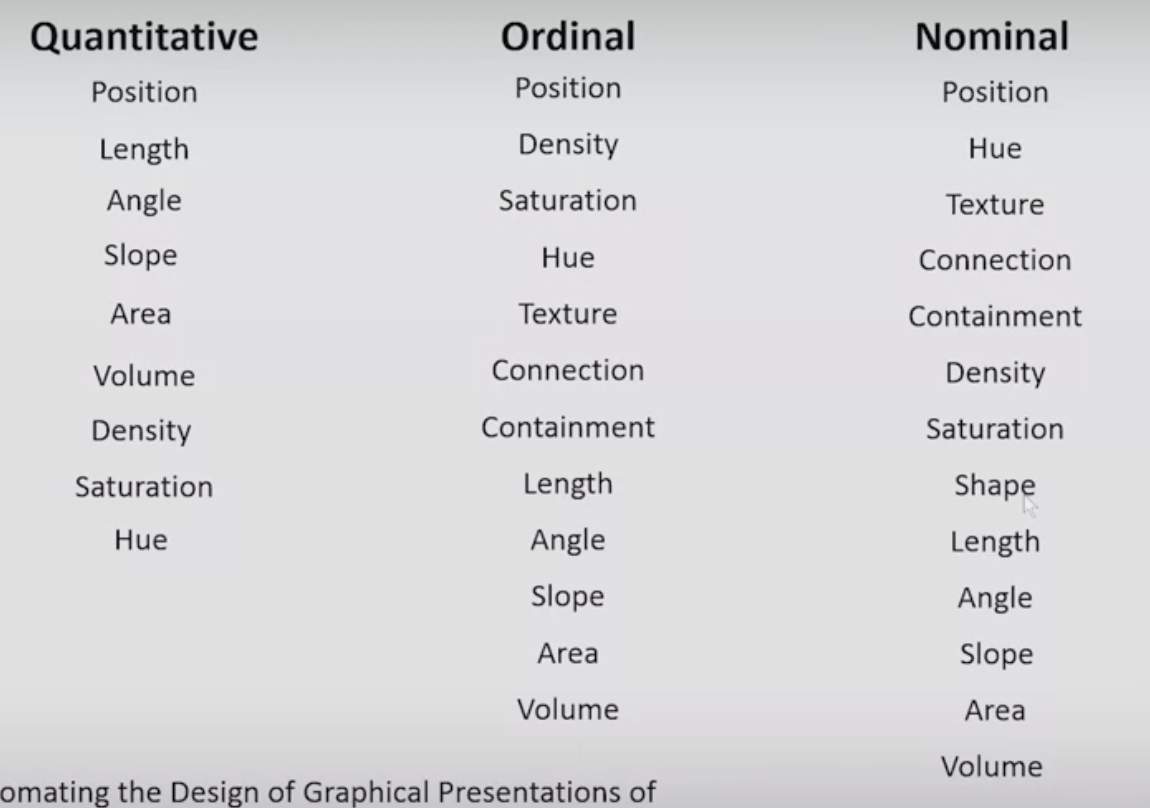 Quantitative
Position
Length
Angle
Slope
Area
Volume
Density
Saturation
Hue
Ordinal
Position
Density
Saturation
Hue
Texture
Connection
Containment
Length
Angle
Slope
Area
Volume
Nominal
Position
Hue
Texture
Connection
Containment
Density
Saturation
Shape
Length
Angle
Slope
Area
Volume
omating the Design of Graphical Presentations of